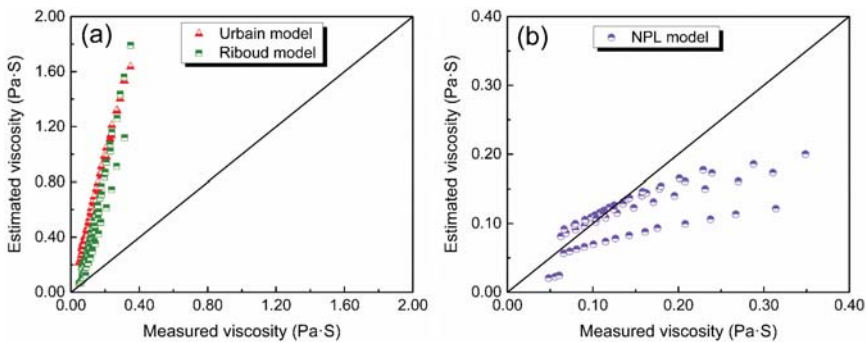 (a)
Urbain model
Riboud model
2.00
1.60
1.20
0.80
0.40
0.00
0.00 0.40 0.80 1.20 1.60 2.00
Estimated viscosity (Pa·S)
Measured viscosity (Pa·S)
(b)
NPL model
0.40
0.30
0.20
0.10
0.00
0.00 0.10 0.20 0.30 0.40
Estimated viscosity (Pa·S)
Measured viscosity (Pa·S)